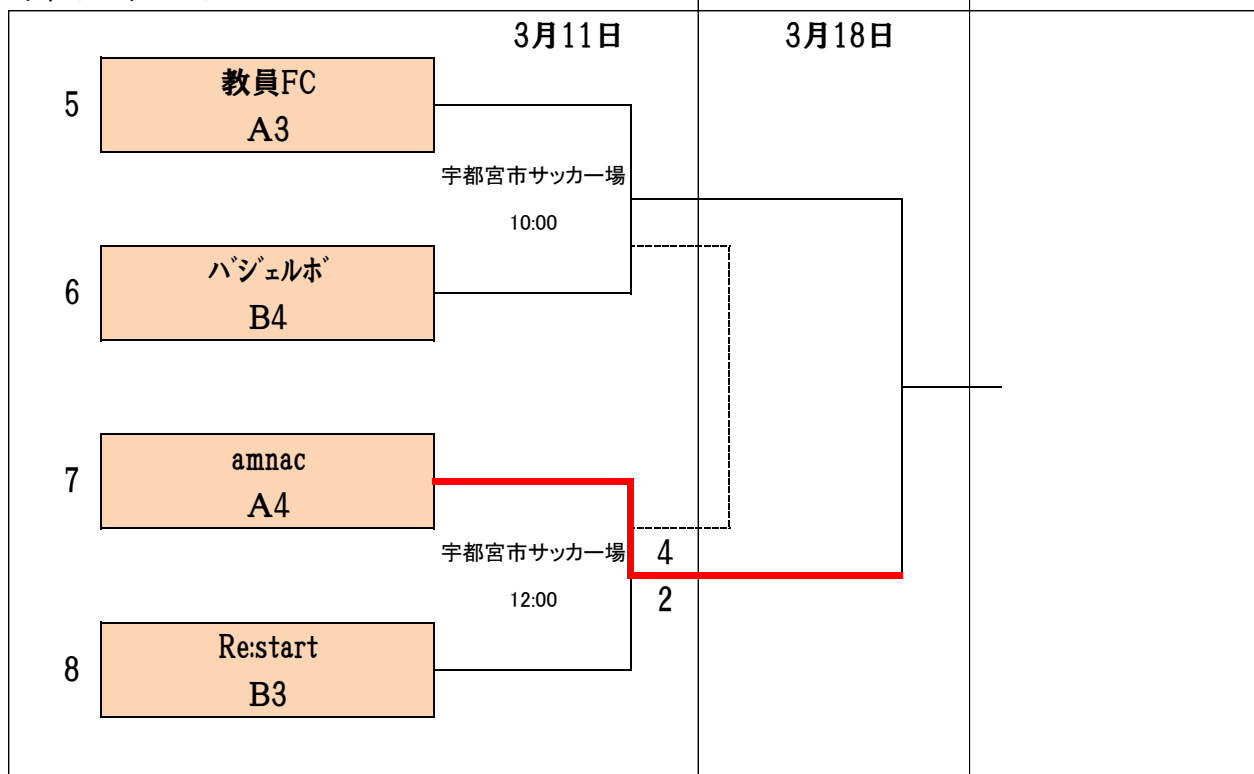 3月11日
3月18日
5
教員FC
A3
宇都宮市サッカー場
10:00
6
バジェルボ
B4
7
amnac
A4
宇都宮市サッカー場
12:00
4
2
8
Re:start
B3